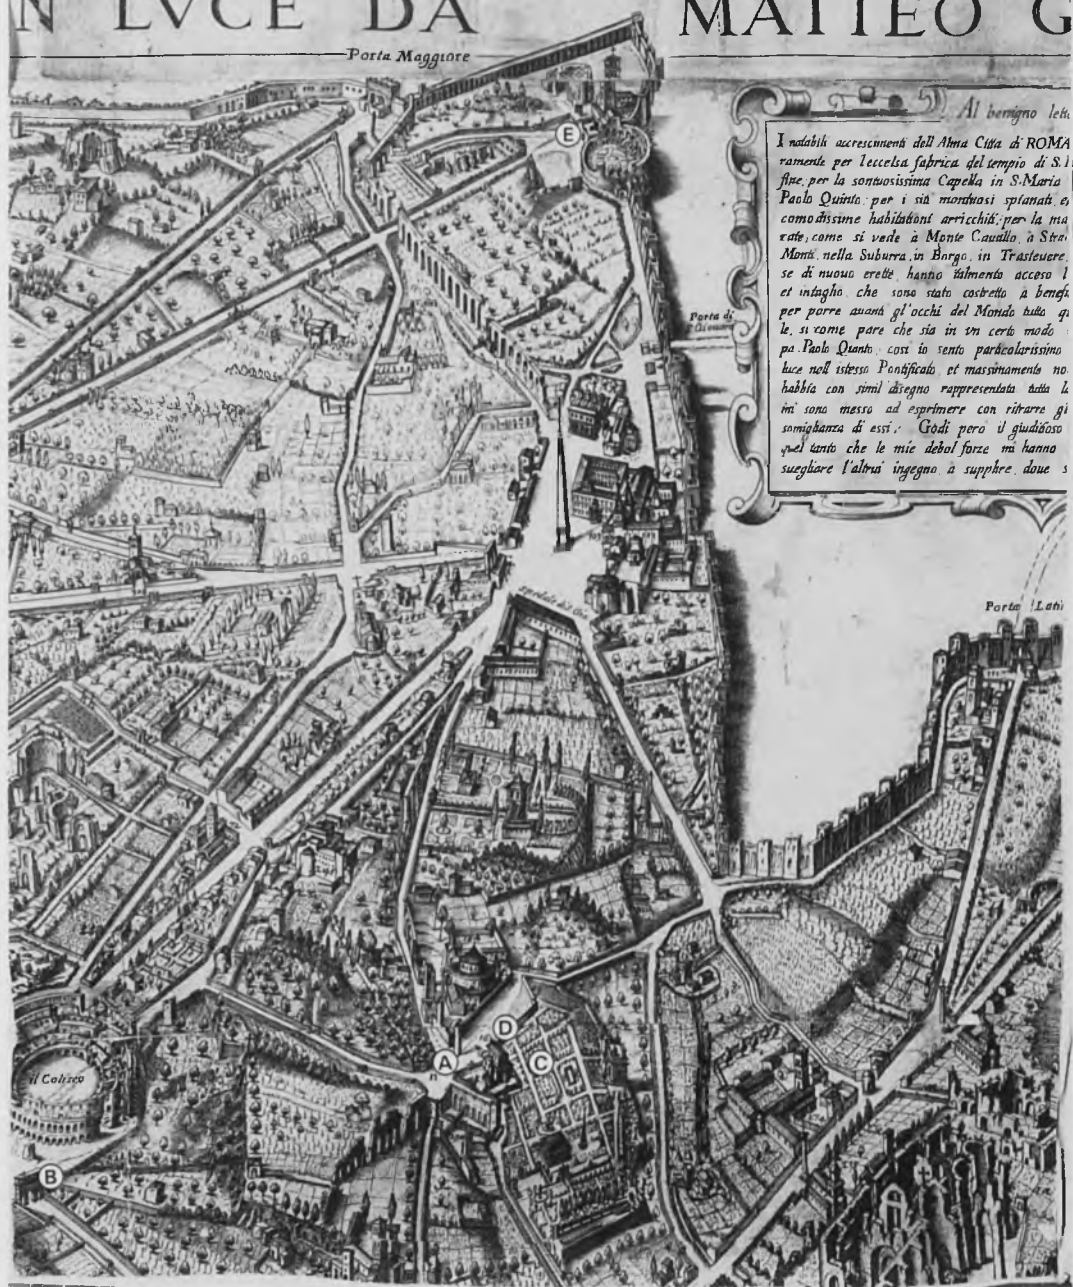 N LVCE DA MATTEO G
Porta Maggiore
E
Al benigno lett
I notabili accrescimenti dell'Alma Citta di ROMA
ramente per l'eccelsa fabrica del tempio di S.
fine, per la sontuosissima Capella in S. Maria
Paolo Quinto, per i siti montuosi spianati, e
comodissime habitationi arricchiti, per la ma
rate, come si vede à Monte Cauallo, à Stra
Monti, nella Suburra, in Borgo, in Trasteuere,
se di nuouo erette, hanno talmente acceso l
et intaglio che sono stato costretto à benefi
per porre auanti gl'occhi del Mondo tutto q
le, si come pare che sia in vn certo modo
pa Paolo Quinto, cosi io sento particolarissimo
luce nell'istesso Pontificato, et massimamente no
habbia con simil disegno rappresentata tutta l
mi sono messo ad esprimere con ritrarre gi
somiglianza di essi. Godi però il giuditioso
quel tanto che le mie debol forze mi hanno
suegliare l'altrui ingegno à supplire, doue s
Porta di
Porta Lati
D
A
C
n
il Coliseo
B